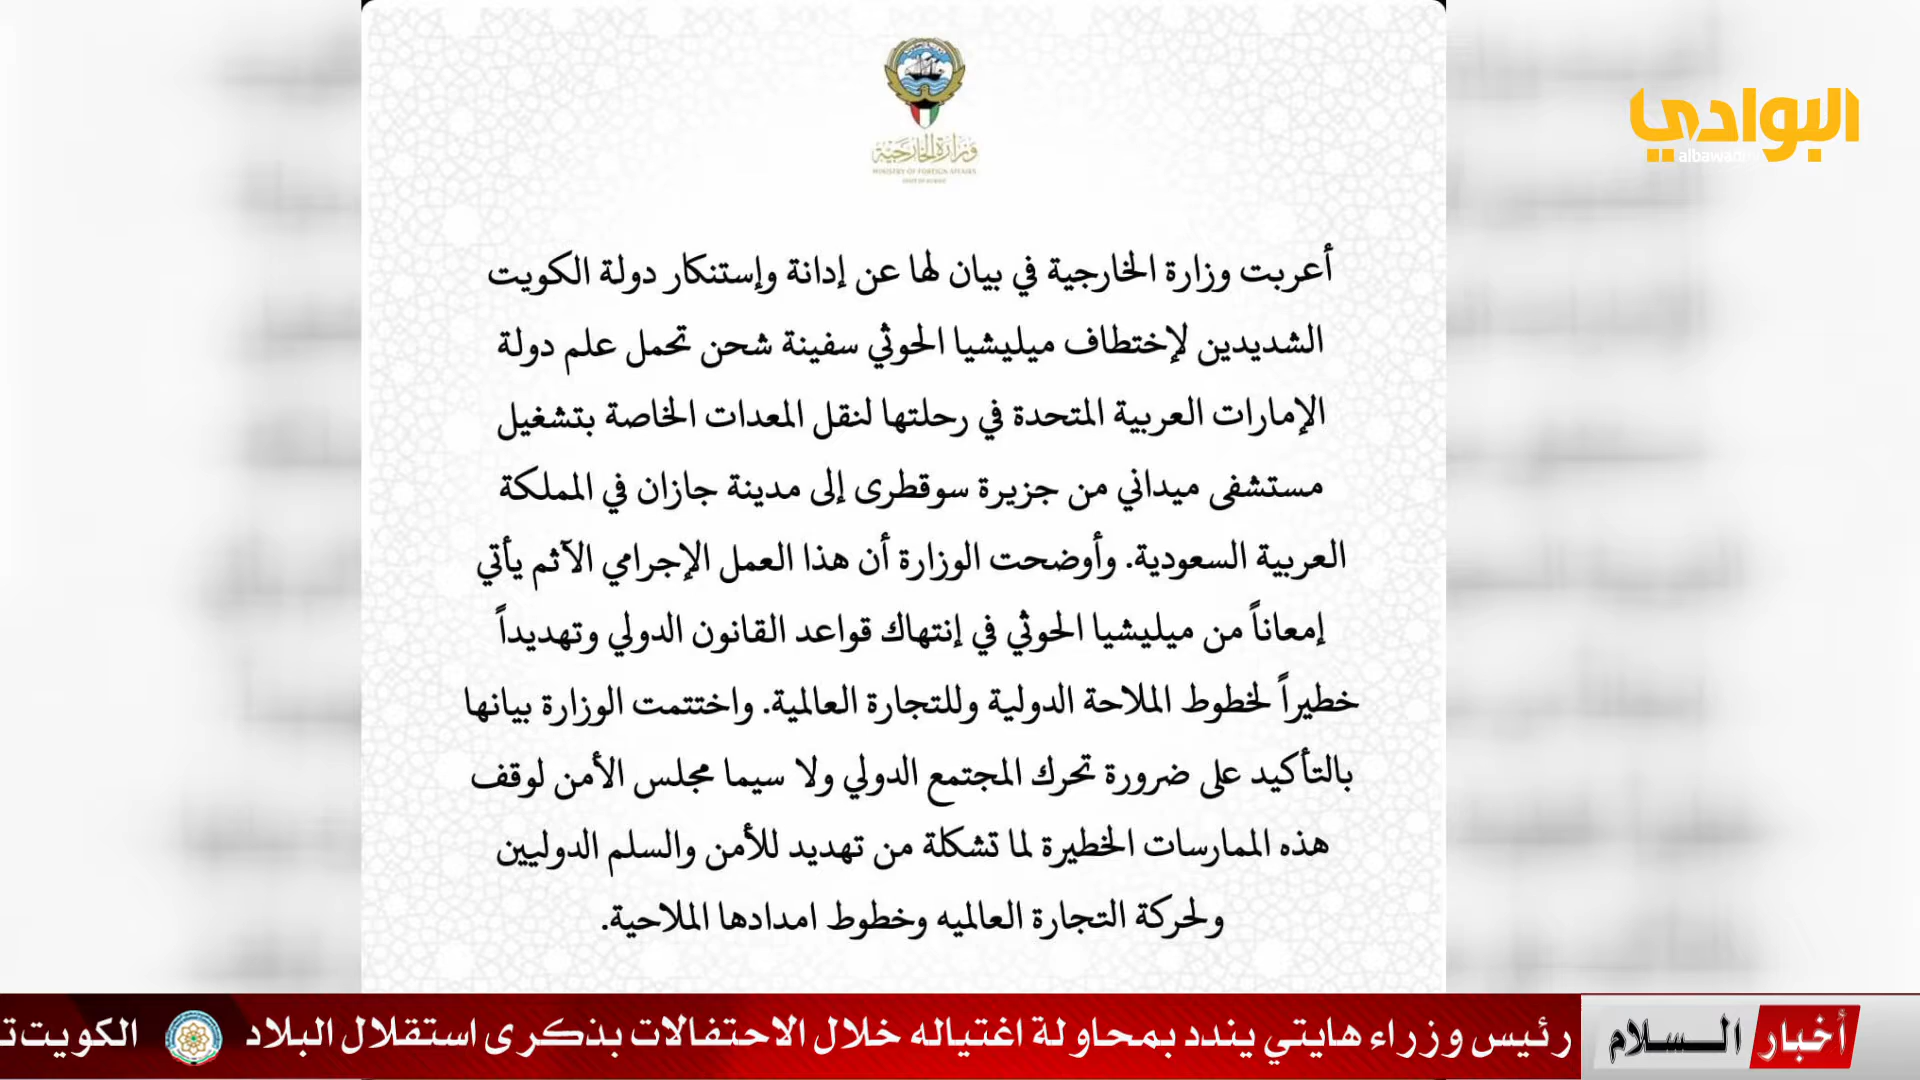 البوادي
وزارة الخارجية
MINISTRY OF FOREIGN AFFAIRS
أعربت وزارة الخارجية في بيان لها عن إدانة وإستنكار دولة الكويت
الشديدين لإختطاف ميليشيا الحوثي سفينة شحن تحمل علم دولة
الإمارات العربية المتحدة في رحلتها لنقل المعدات الخاصة بتشغيل
مستشفى ميداني من جزيرة سوقطرى إلى مدينة جازان في المملكة
العربية السعودية. وأوضحت الوزارة أن هذا العمل الإجرامي الآثم يأتي
إمعاناً من ميليشيا الحوثي في إنتهاك قواعد القانون الدولي وتهديداً
خطيراً لخطوط الملاحة الدولية وللتجارة العالمية. واختتمت الوزارة بيانها
بالتأكيد على ضرورة تحرك المجتمع الدولي ولا سيما مجلس الأمن لوقف
هذه الممارسات الخطيرة لما تشكلة من تهديد للأمن والسلم الدوليين
ولحركة التجارة العالميه وخطوط امدادها الملاحية.
أخبار السلام
رئيس وزراء هايتي يندد بمحاولة اغتياله خلال الاحتفالات بذكرى استقلال البلاد الكويت